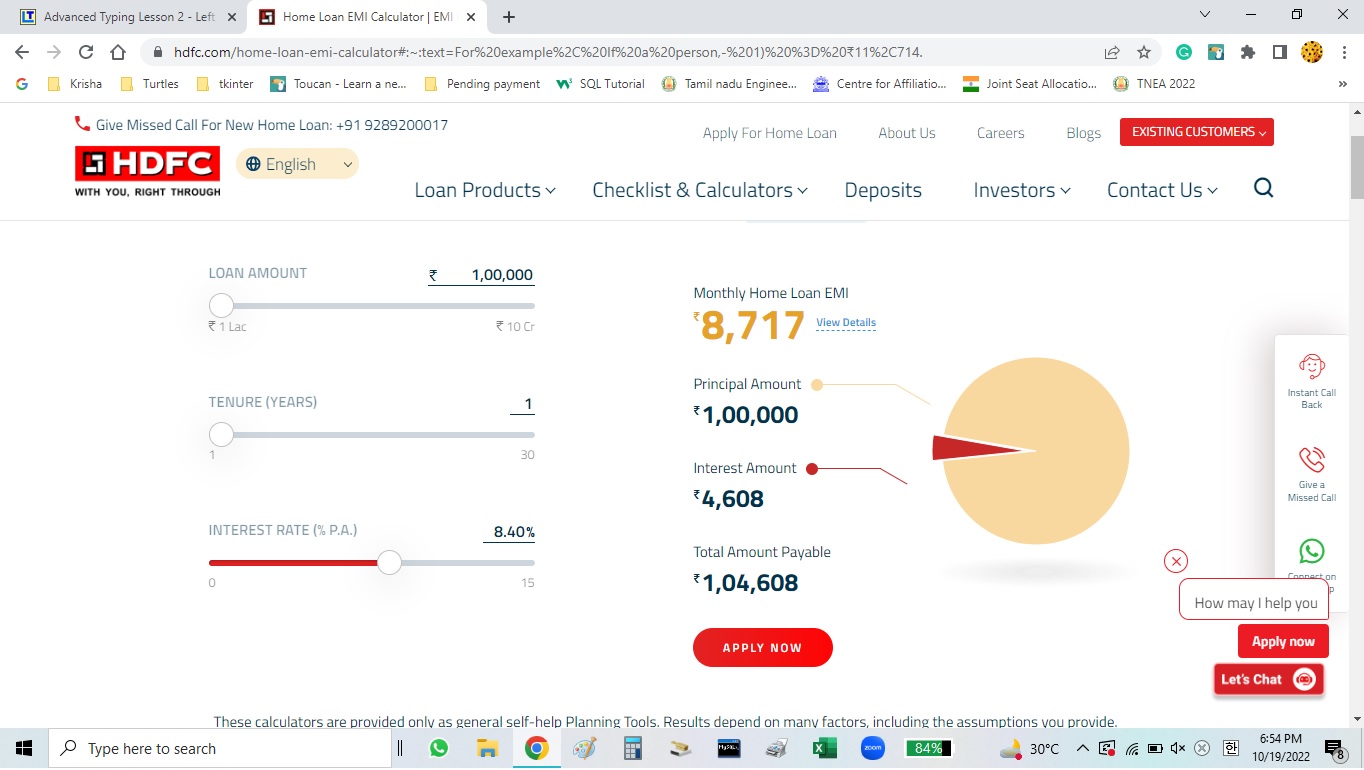 Advanced Typing Lesson 2 - Left
Home Loan EMI Calculator | EMI
hdfc.com/home-loan-emi-calculator#:~:text=For%20example%2C%20If%20a%20person,-%201)%20%3D%20₹11%2C714.
Krisha
Turtles
tkinter
Toucan - Learn a ne...
Pending payment
SQL Tutorial
Tamil nadu Enginee...
Centre for Affiliatio...
Joint Seat Allocatio...
TNEA 2022
»
Give Missed Call For New Home Loan: +91 9289200017
Apply For Home Loan
About Us
Careers
Blogs
EXISTING CUSTOMERS
HDFC
WITH YOU, RIGHT THROUGH
English
Loan Products
Checklist & Calculators
Deposits
Investors
Contact Us
LOAN AMOUNT
₹ 1,00,000
₹ 1 Lac
₹ 10 Cr
TENURE (YEARS)
1
1
30
INTEREST RATE (% P.A.)
8.40%
0
15
Monthly Home Loan EMI
₹8,717
View Details
Principal Amount
₹1,00,000
Interest Amount
₹4,608
Total Amount Payable
₹1,04,608
APPLY NOW
Instant Call
Back
Give a
Missed Call
Connect on
How may I help you
Apply now
Let's Chat
These calculators are provided only as general self-help Planning Tools. Results depend on many factors, including the assumptions you provide.
Type here to search
MySQL
zoom
84%
30°C
한
6:54 PM
10/19/2022
8